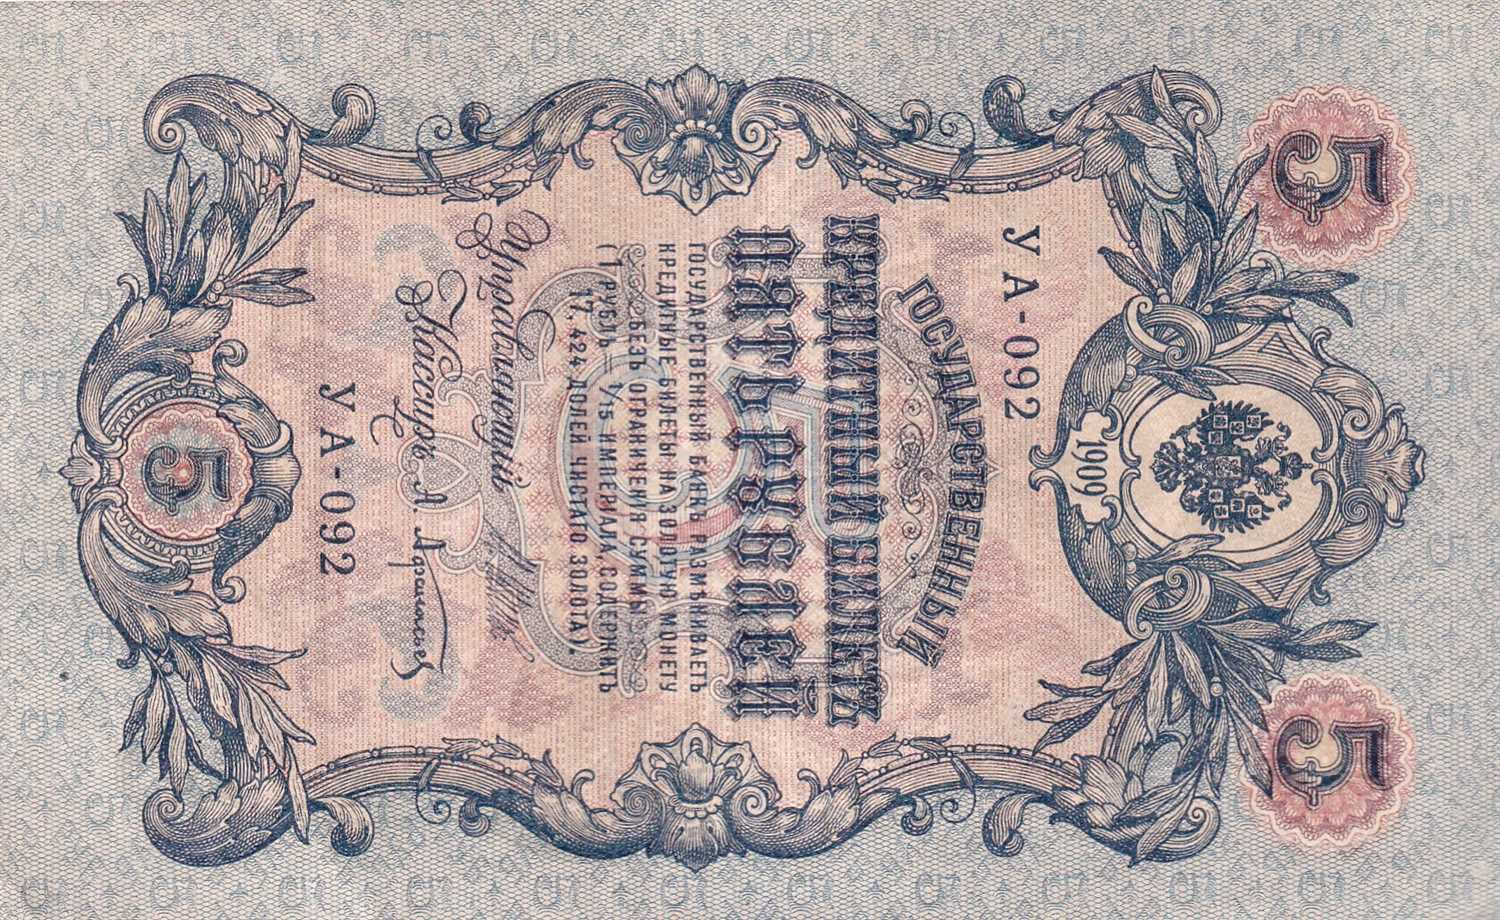 5 5
1909
УА-092
ГОСУДАРСТВЕННЫЙ
КРЕДИТНЫЙ БИЛЕТЪ
ПЯТЬ РУБЛЕЙ
ГОСУДАРСТВЕННЫЙ БАНКЪ РАЗМѢНИВАЕТЪ
КРЕДИТНЫЕ БИЛЕТЫ НА ЗОЛОТУЮ МОНЕТУ
БЕЗЪ ОГРАНИЧЕНІЯ СУММЫ
(1 РУБЛЬ = 1/15 ИМПЕРІАЛА, СОДЕРЖИТЪ
17,424 ДОЛЕЙ ЧИСТАГО ЗОЛОТА).
Управляющій
Кассиръ
УА-092
5